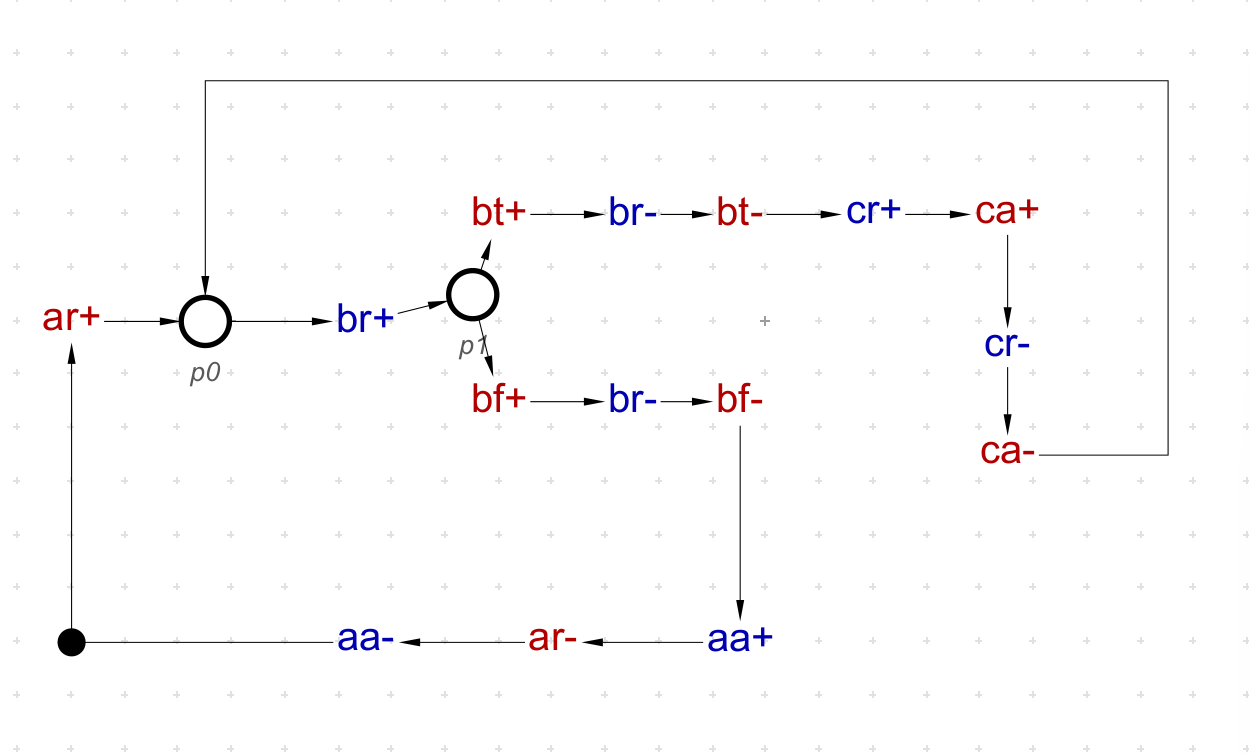 bt+ br- bt- cr+ ca+
ar+ p0 br+ p1 cr-
bf+ br- bf-
ca-
aa- ar- aa+